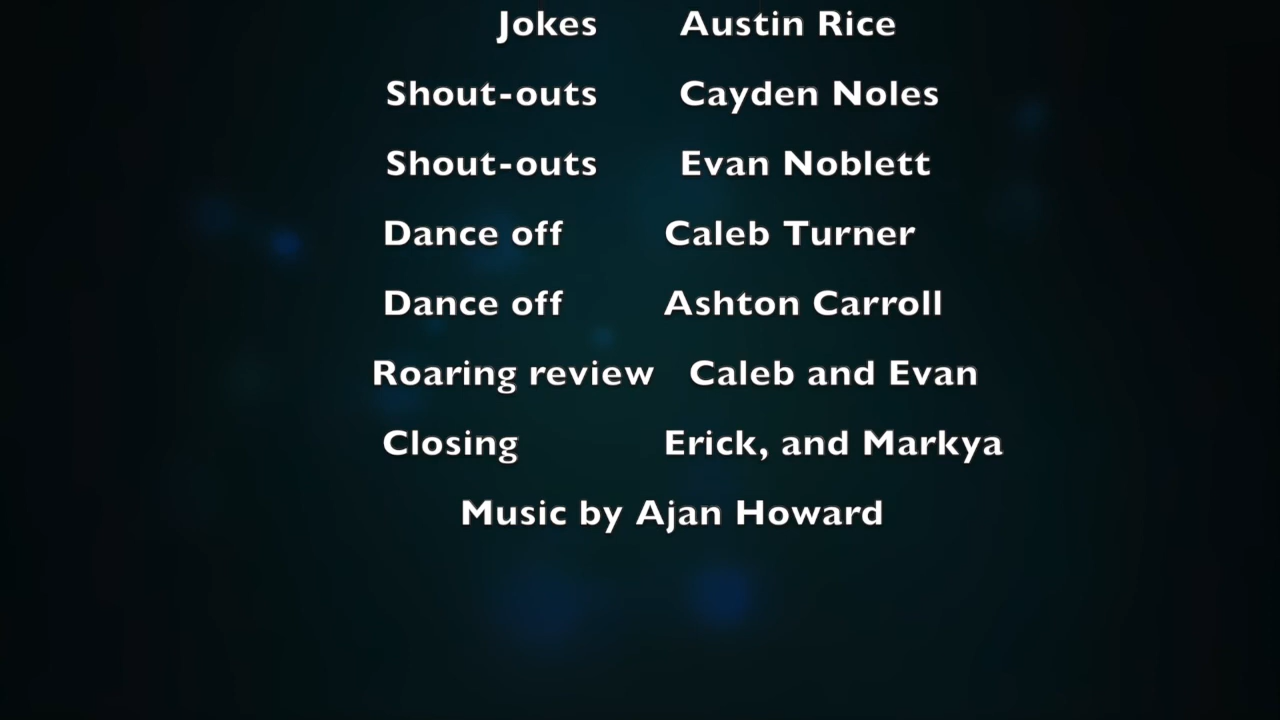 Jokes Austin Rice
Shout-outs Cayden Noles
Shout-outs Evan Noblett
Dance off Caleb Turner
Dance off Ashton Carroll
Roaring review Caleb and Evan
Closing Erick, and Markya
Music by Ajan Howard